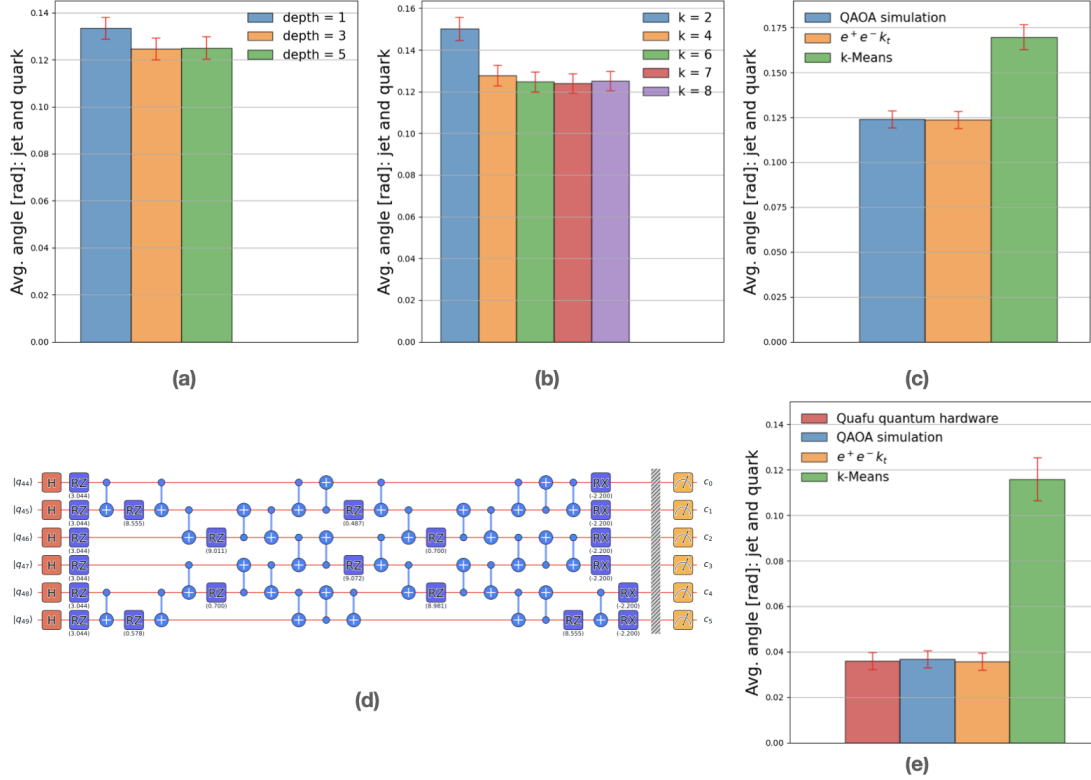 Avg. angle [rad]: jet and quark
0.14
0.12
0.10
0.08
0.06
0.04
0.02
0.00
depth = 1
depth = 3
depth = 5
(a)
Avg. angle [rad]: jet and quark
0.16
0.14
0.12
0.10
0.08
0.06
0.04
0.02
0.00
k = 2
k = 4
k = 6
k = 7
k = 8
(b)
Avg. angle [rad]: jet and quark
0.175
0.150
0.125
0.100
0.075
0.050
0.025
0.000
QAOA simulation
e⁺e⁻kₜ
k-Means
(c)
|q₄₄⟩ H RZ RX c₀
(3.044) (-2.200)
|q₄₅⟩ H RZ RZ RZ RX c₁
(3.044) (8.555) (0.487) (-2.200)
|q₄₆⟩ H RZ RZ RZ RX c₂
(3.044) (9.011) (0.700) (-2.200)
|q₄₇⟩ H RZ RZ RX c₃
(3.044) (9.072) (-2.200)
|q₄₈⟩ H RZ RZ RZ RX c₄
(3.044) (0.700) (8.981) (-2.200)
|q₄₉⟩ H RZ RZ RZ RX c₅
(3.044) (0.578) (8.555) (-2.200)
(d)
Avg. angle [rad]: jet and quark
0.14
0.12
0.10
0.08
0.06
0.04
0.02
0.00
Quafu quantum hardware
QAOA simulation
e⁺e⁻kₜ
k-Means
(e)